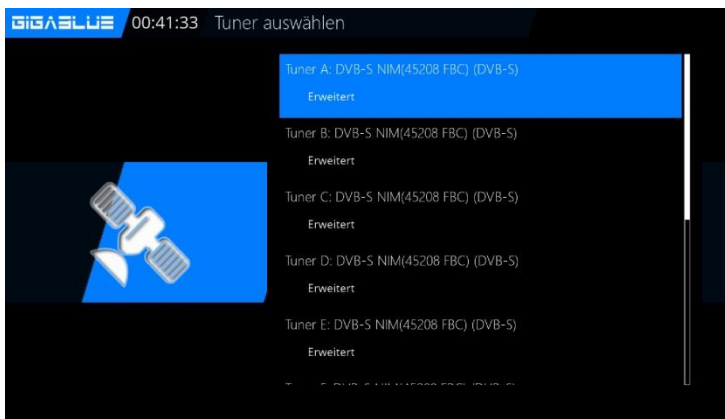 GIGABLUE 00:41:33 Tuner auswählen
Tuner A: DVB-S NIM(45208 FBC) (DVB-S)
Erweitert
Tuner B: DVB-S NIM(45208 FBC) (DVB-S)
Erweitert
Tuner C: DVB-S NIM(45208 FBC) (DVB-S)
Erweitert
Tuner D: DVB-S NIM(45208 FBC) (DVB-S)
Erweitert
Tuner E: DVB-S NIM(45208 FBC) (DVB-S)
Erweitert